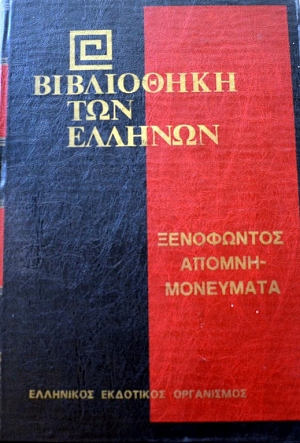 ΒΙΒΛΙΟΘΗΚΗ
ΤΩΝ
ΕΛΛΗΝΩΝ
ΞΕΝΟΦΩΝΤΟΣ
ΑΠΟΜΝΗ-
ΜΟΝΕΥΜΑΤΑ
ΕΛΛΗΝΙΚΟΣ ΕΚΔΟΤΙΚΟΣ ΟΡΓΑΝΙΣΜΟΣ